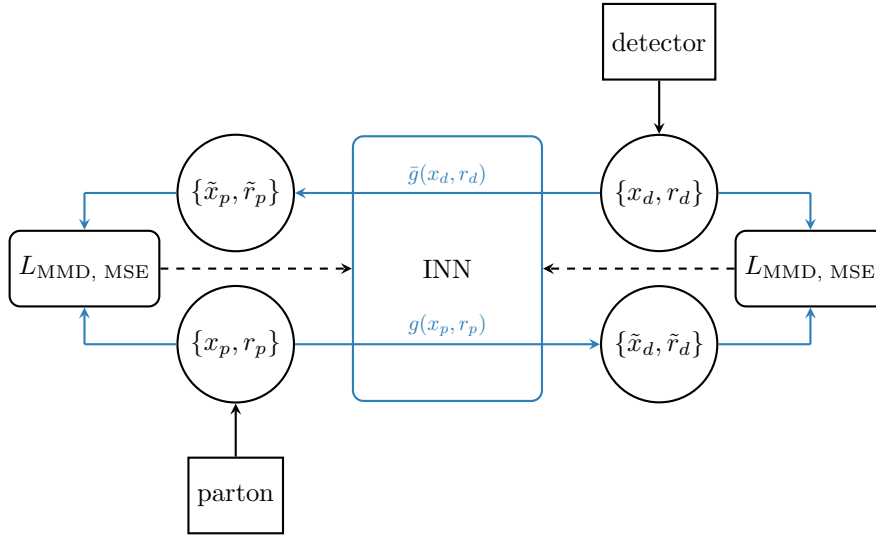 detector
{x̃_p, r̃_p}
ḡ(x_d, r_d)
{x_d, r_d}
L_MMD, MSE
INN
L_MMD, MSE
{x_p, r_p}
g(x_p, r_p)
{x̃_d, r̃_d}
parton